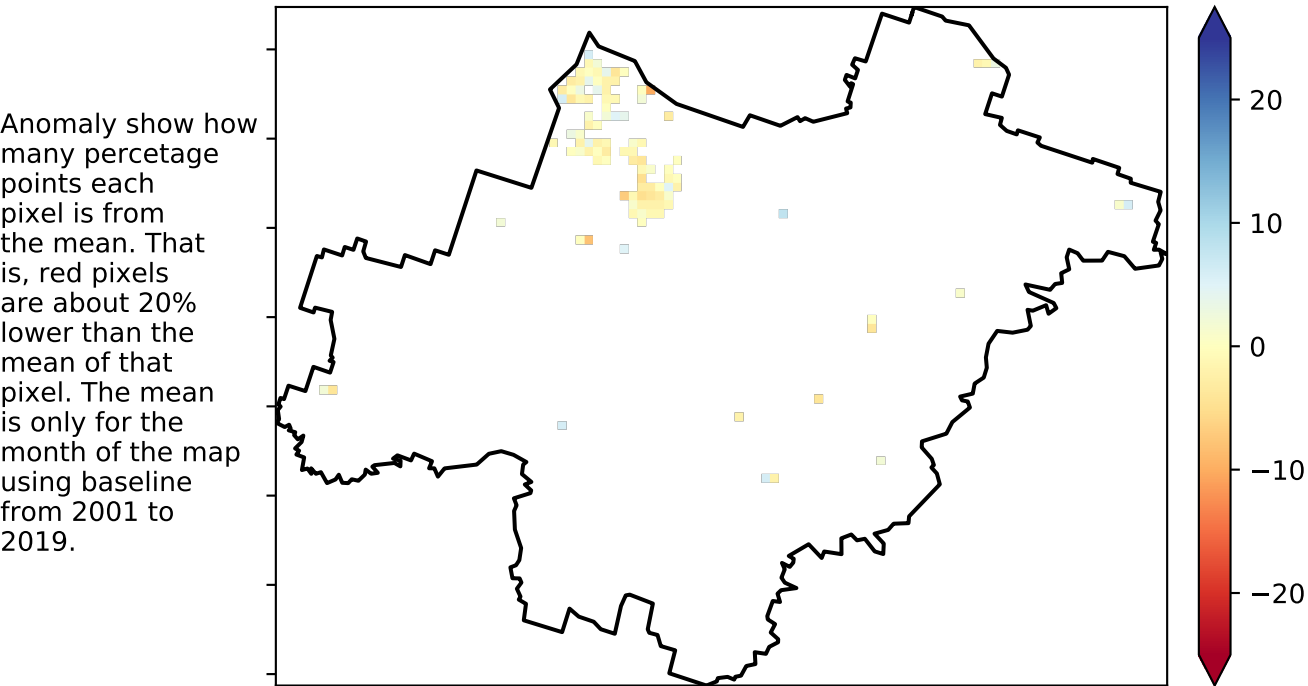 Anomaly show how
many percetage
points each
pixel is from
the mean. That
is, red pixels
are about 20%
lower than the
mean of that
pixel. The mean
is only for the
month of the map
using baseline
from 2001 to
2019.
20
10
0
−10
−20